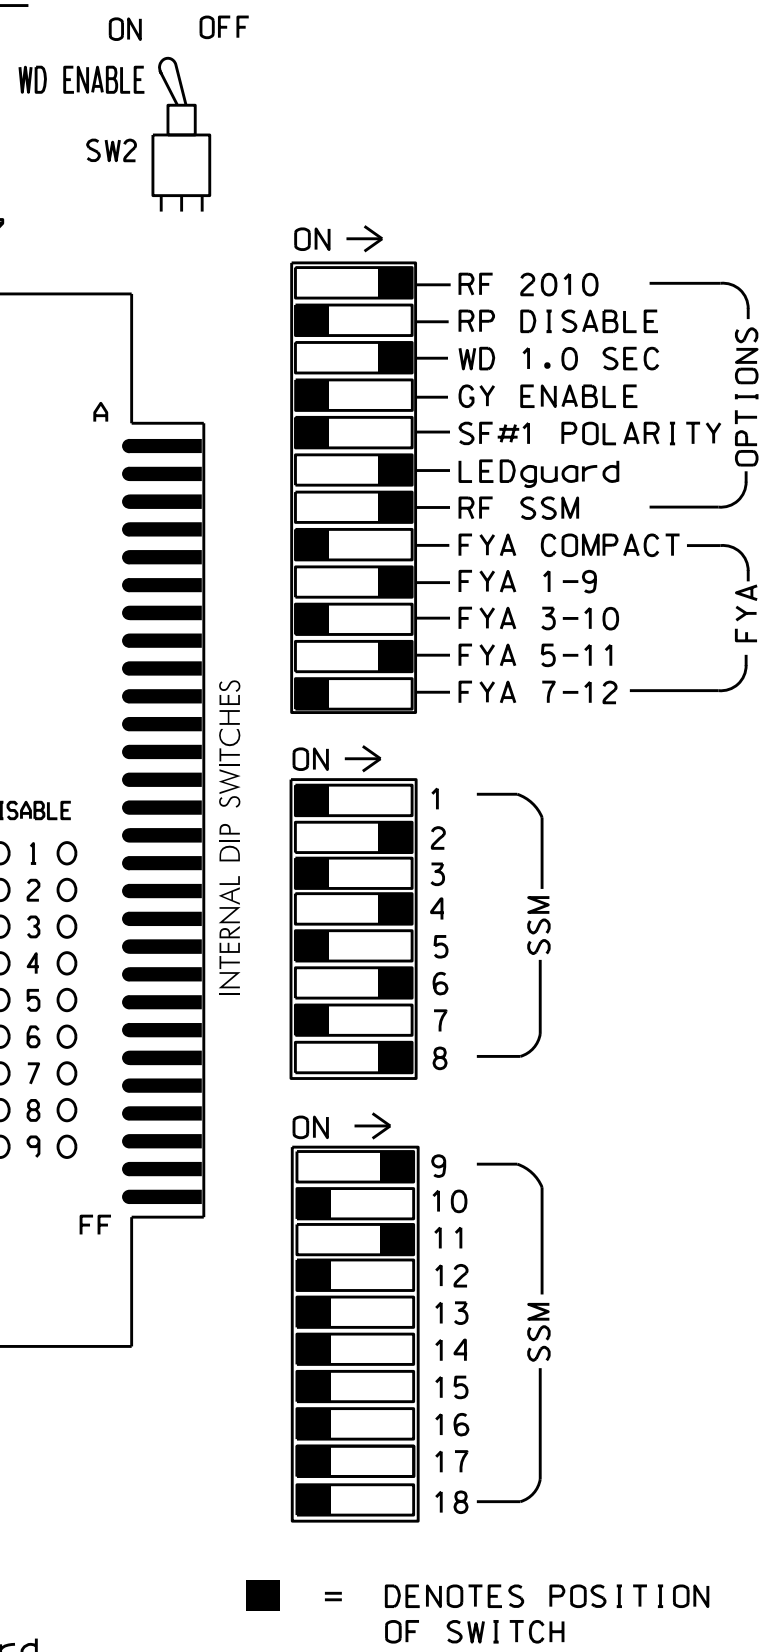 ON OFF
WD ENABLE
SW2
ON
RF 2010
RP DISABLE
WD 1.0 SEC
GY ENABLE
SF#1 POLARITY
LEDguard
RF SSM
OPTIONS
FYA COMPACT
FYA 1-9
FYA 3-10
FYA 5-11
FYA 7-12
FYA
A
FF
INTERNAL DIP SWITCHES
ISABLE
1
2
3
4
5
6
7
8
9
ON
1
2
3
4
5
6
7
8
SSM
ON
9
10
11
12
13
14
15
16
17
18
SSM
= DENOTES POSITION
OF SWITCH